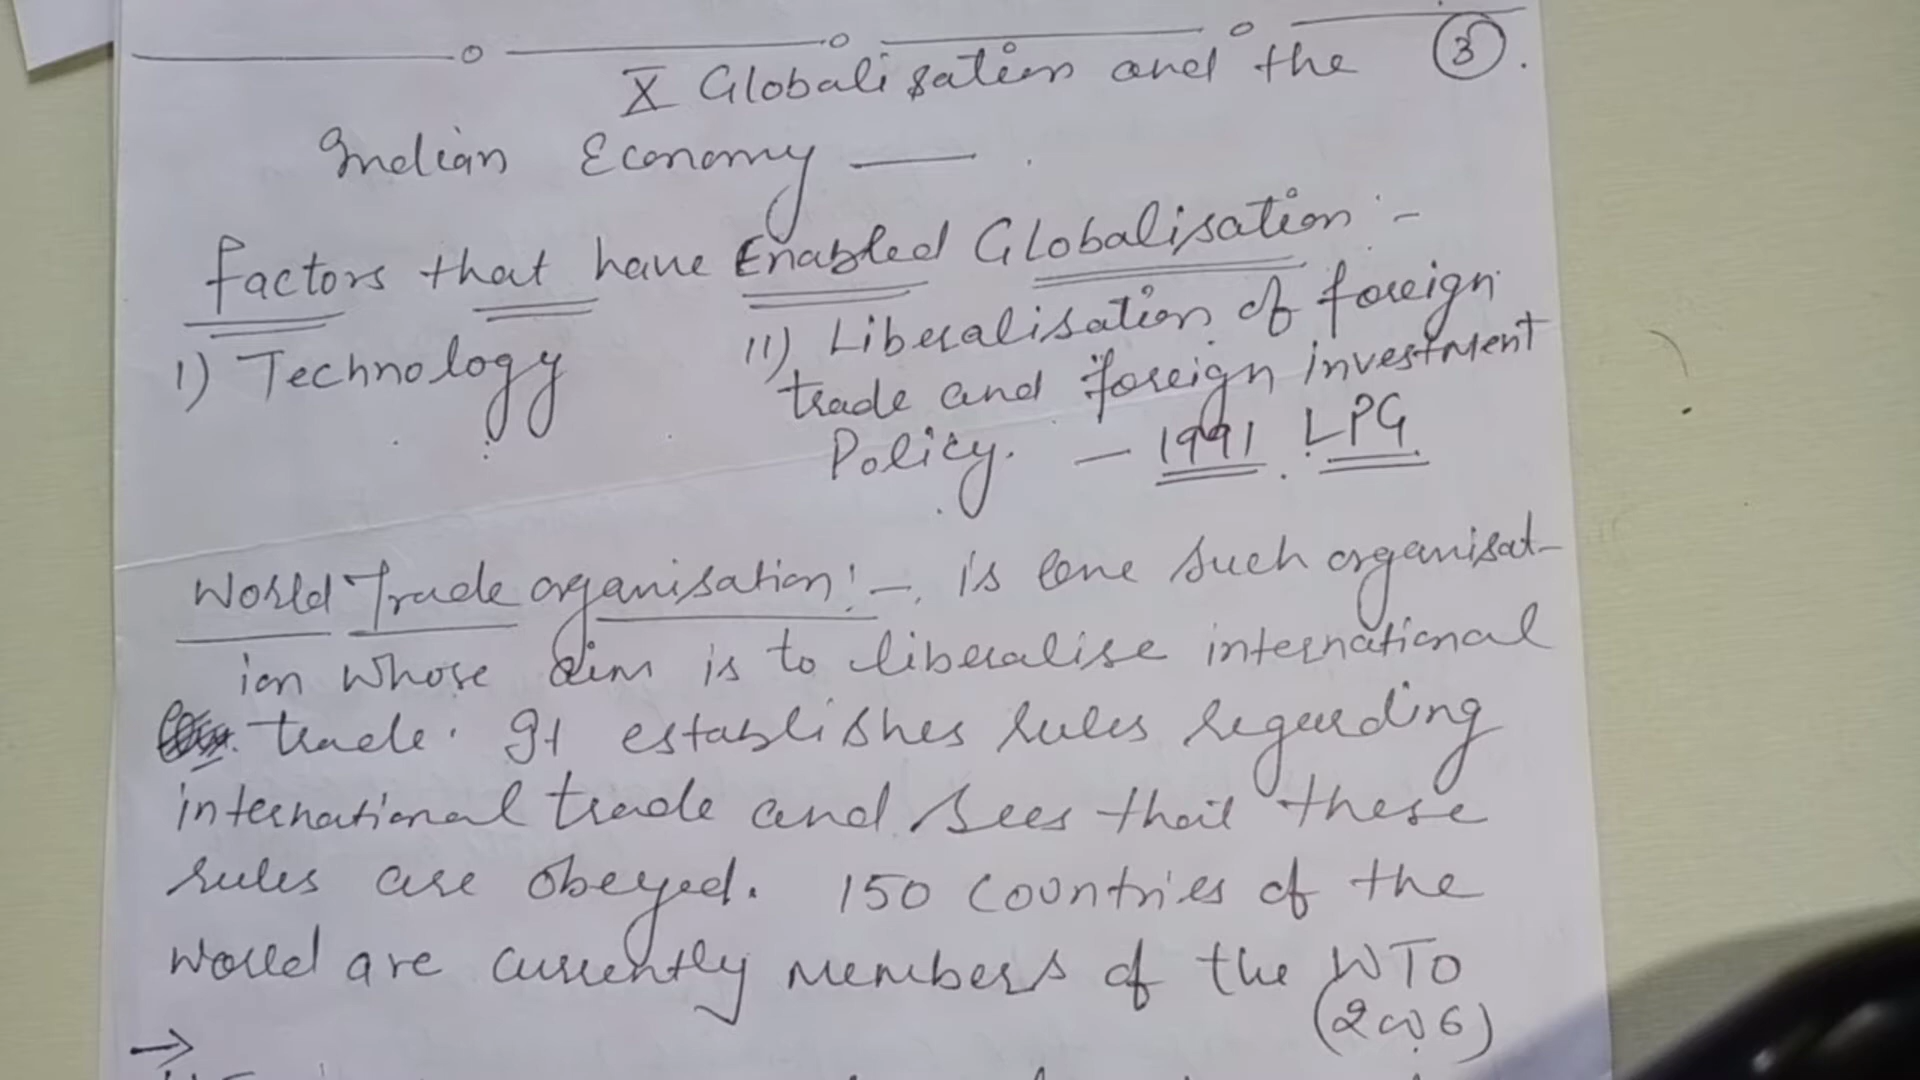 X Globalisation and the (3).
Indian Economy — .
Factors that have Enabled Globalisation :-
1) Technology
11) Liberalisation of foreign
trade and foreign investment
Policy. - 1991. LPG
World Trade organisation :- is one such organisat-
ion whose aim is to liberalise international
trade. It establishes rules regarding
international trade and sees that these
rules are obeyed. 150 countries of the
world are currently members of the WTO
(2006)
→